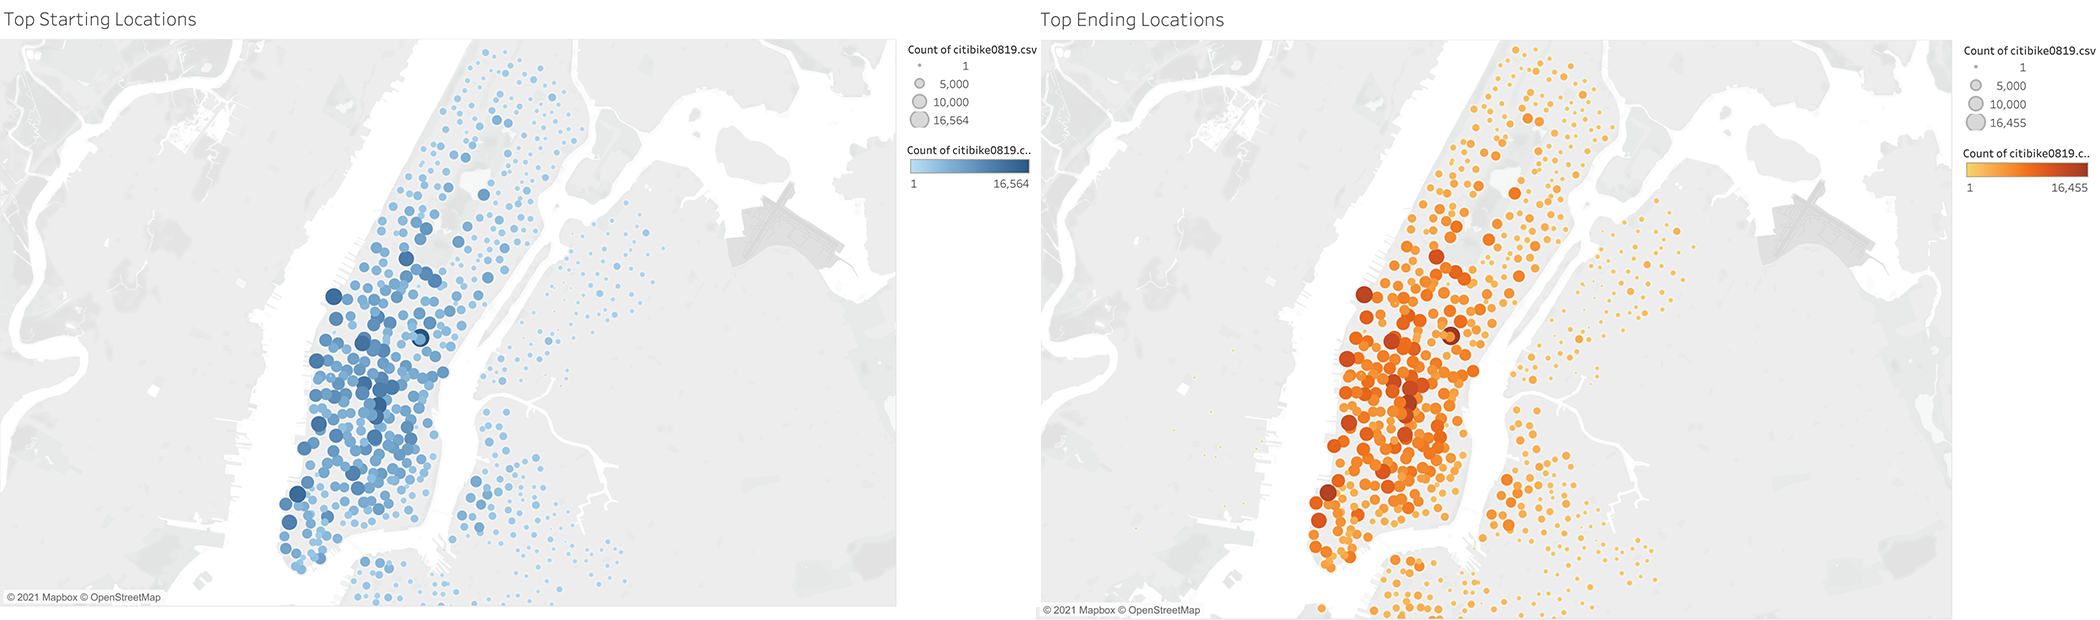 Top Starting Locations
Count of citibike0819.csv
1
5,000
10,000
16,564
Count of citibike0819.c..
1 16,564
© 2021 Mapbox © OpenStreetMap
Top Ending Locations
Count of citibike0819.csv
1
5,000
10,000
16,455
Count of citibike0819.c..
1 16,455
© 2021 Mapbox © OpenStreetMap